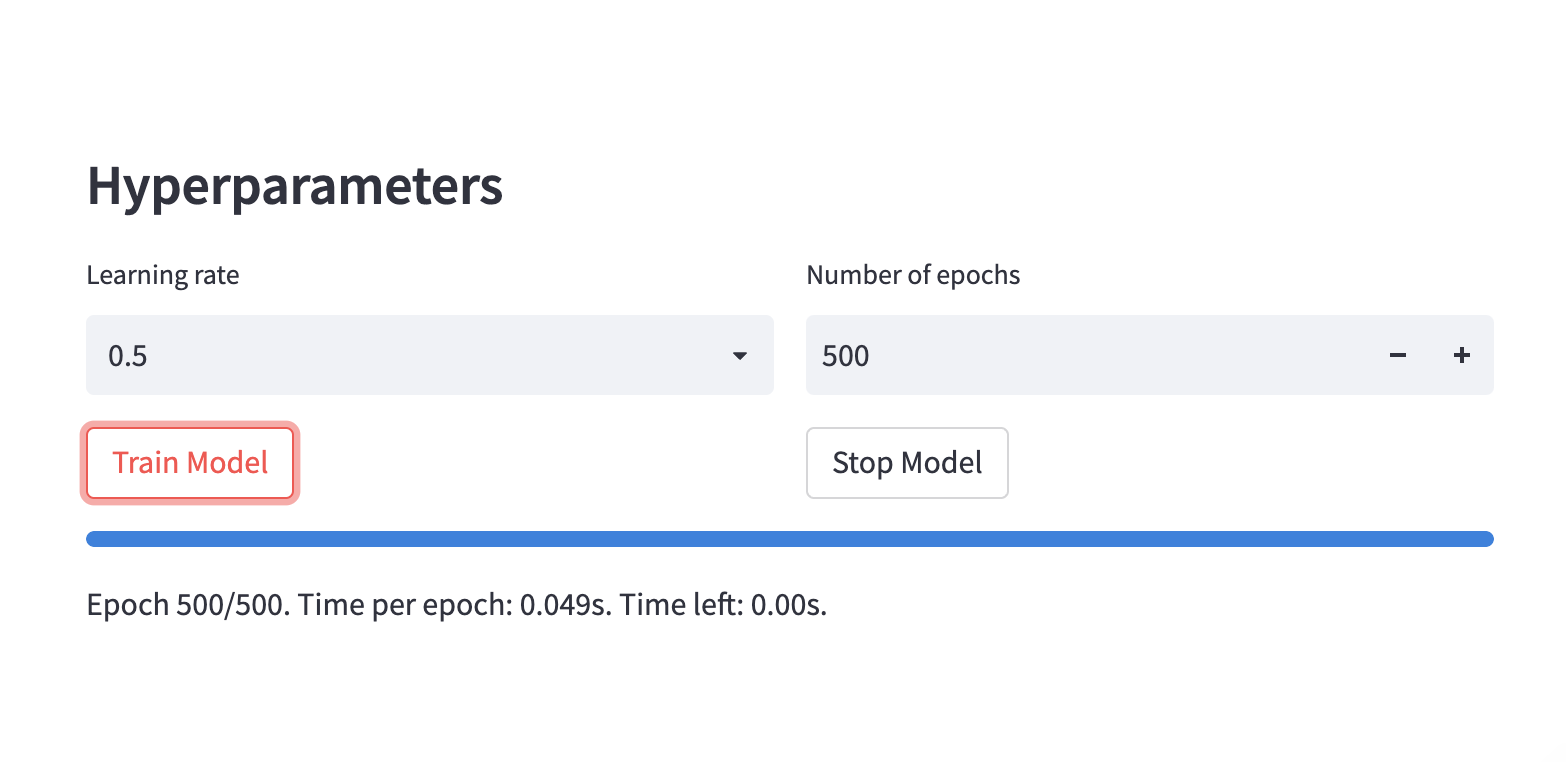 Hyperparameters
Learning rate
Number of epochs
0.5
500
Train Model
Stop Model
Epoch 500/500. Time per epoch: 0.049s. Time left: 0.00s.